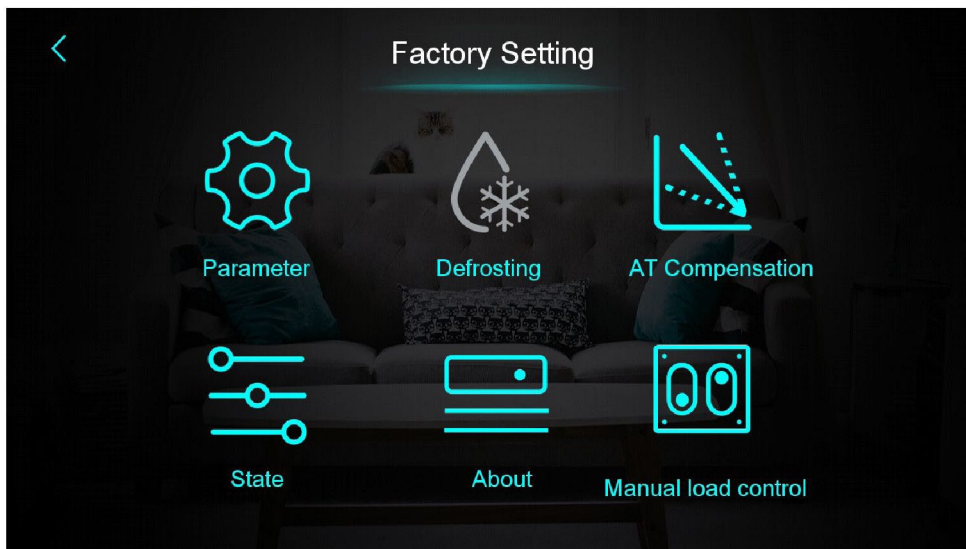 Factory Setting
Parameter
Defrosting
AT Compensation
State
About
Manual load control